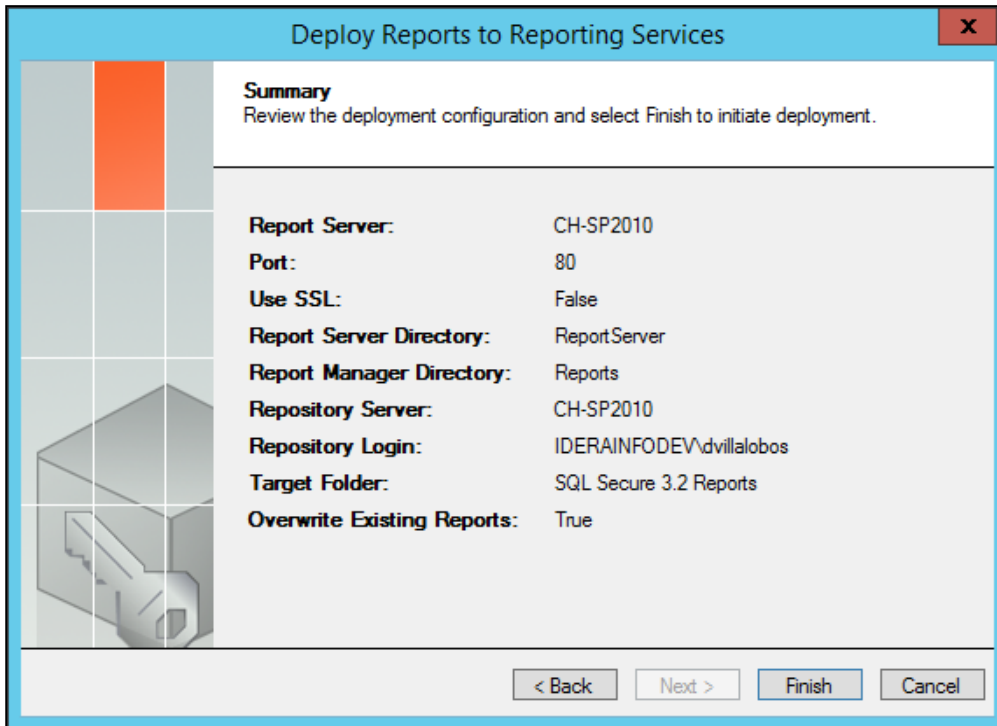 Deploy Reports to Reporting Services
x
Summary
Review the deployment configuration and select Finish to initiate deployment.
Report Server: CH-SP2010
Port: 80
Use SSL: False
Report Server Directory: ReportServer
Report Manager Directory: Reports
Repository Server: CH-SP2010
Repository Login: IDERAINFODEV\dvillalobos
Target Folder: SQL Secure 3.2 Reports
Overwrite Existing Reports: True
< Back Next > Finish Cancel